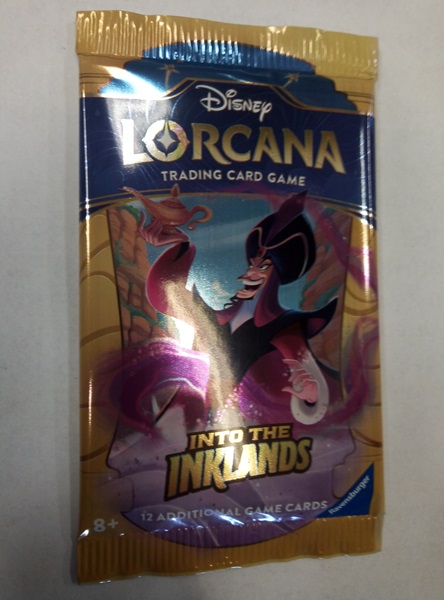 Disney
LORCANA
TRADING CARD GAME
INTO THE
INKLANDS
12 ADDITIONAL GAME CARDS
8+
Ravensburger